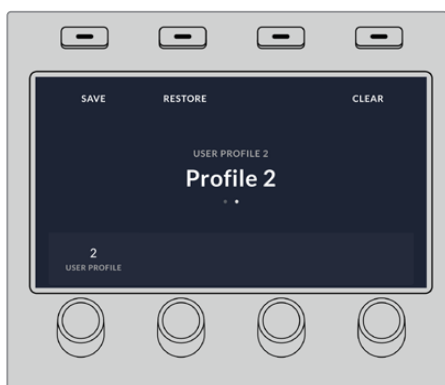 SAVE RESTORE CLEAR
USER PROFILE 2
Profile 2
2
USER PROFILE